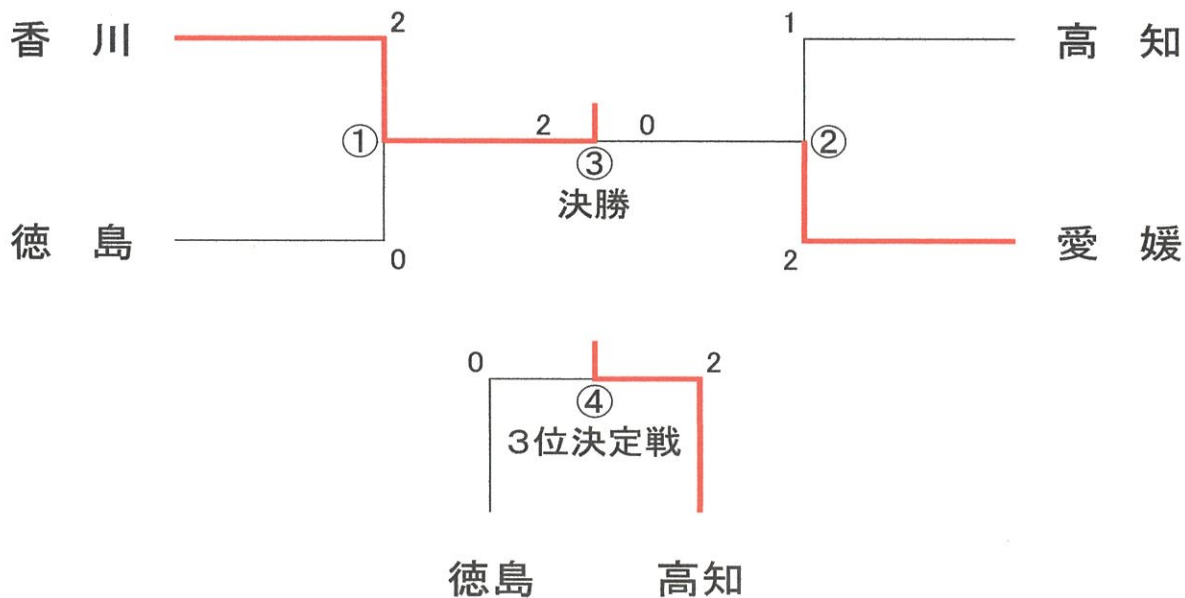 香　川 2 1 高　知
① 2 0 ②
③
決勝
徳　島 0 2 愛　媛
0 2
④
３位決定戦
徳島 高知